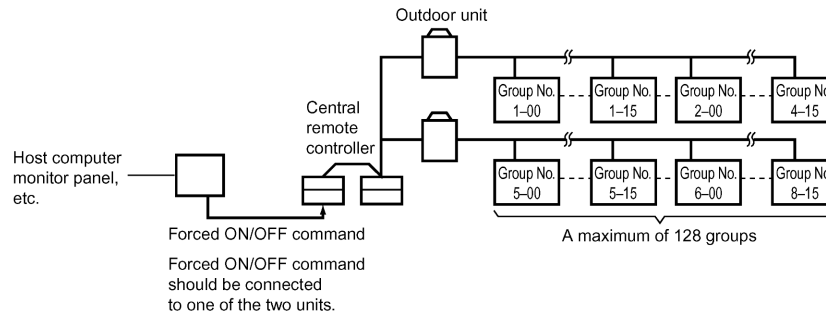 Outdoor unit
Group No.
1–00
Group No.
1–15
Group No.
2–00
Group No.
4–15
Central
remote
controller
Host computer
monitor panel,
etc.
Group No.
5–00
Group No.
5–15
Group No.
6–00
Group No.
8–15
Forced ON/OFF command
A maximum of 128 groups
Forced ON/OFF command
should be connected
to one of the two units.